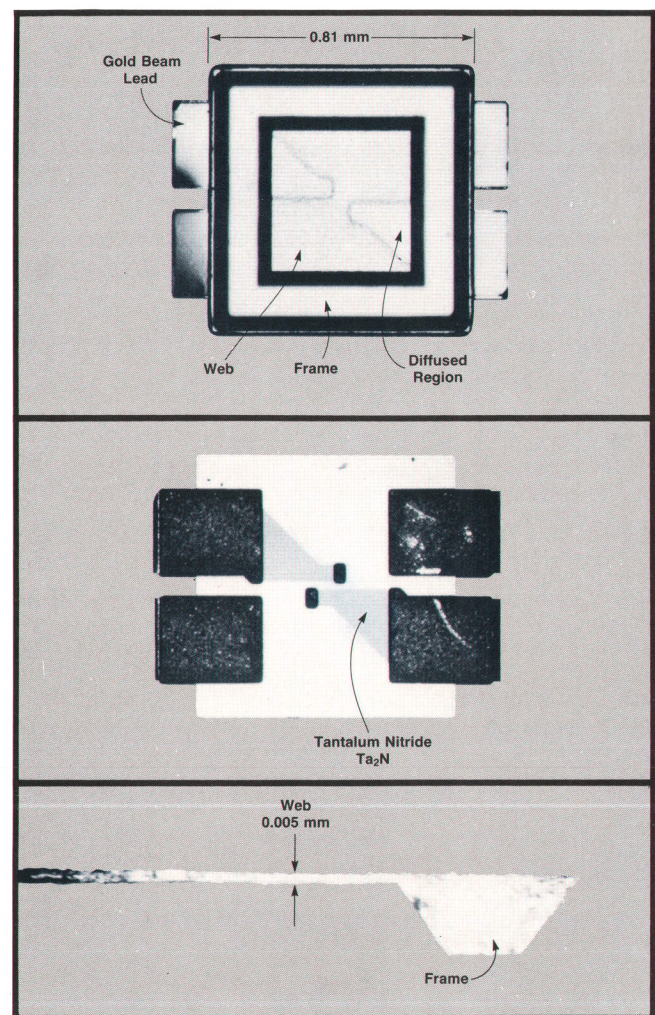 0.81 mm
Gold Beam
Lead
Web
Frame
Diffused
Region
Tantalum Nitride
Ta₂N
Web
0.005 mm
Frame